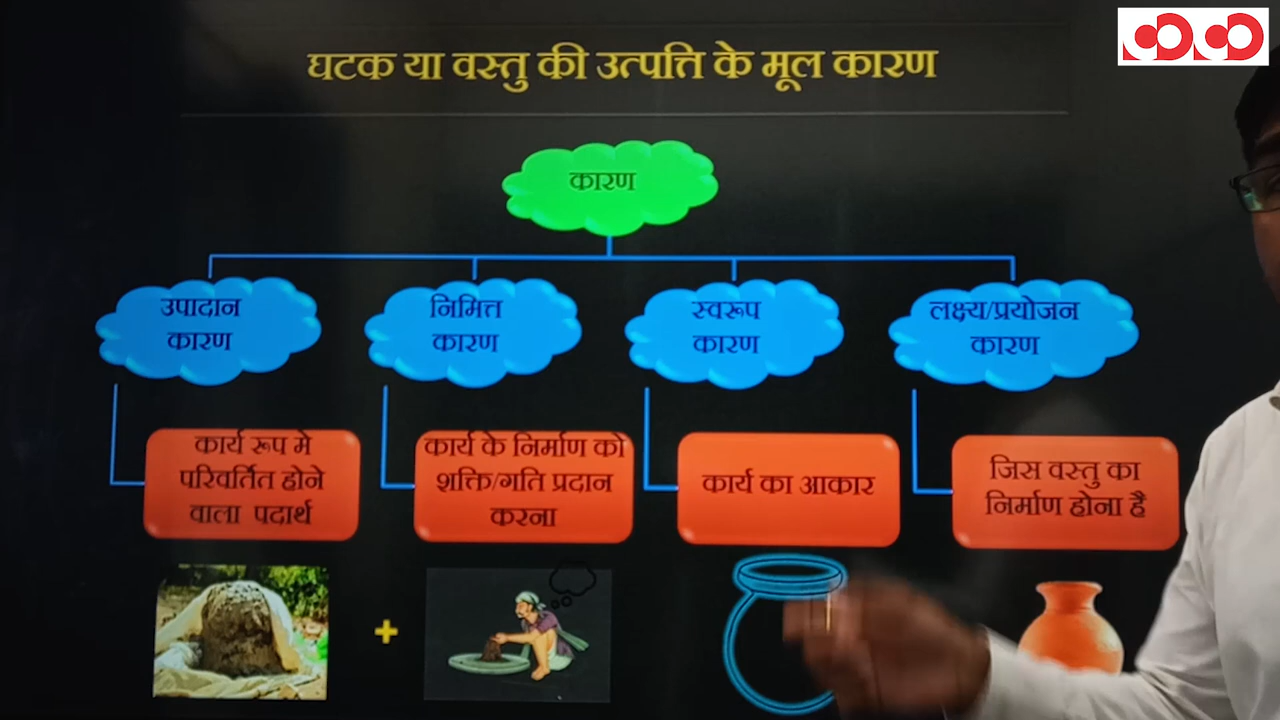 घटक या वस्तु की उत्पत्ति के मूल कारण
कारण
उपादान
कारण
निमित्त
कारण
स्वरूप
कारण
लक्ष्य/प्रयोजन
कारण
कार्य रूप मे
परिवर्तित होने
वाला पदार्थ
कार्य के निर्माण को
शक्ति/गति प्रदान
करना
कार्य का आकार
जिस वस्तु का
निर्माण होना है
+